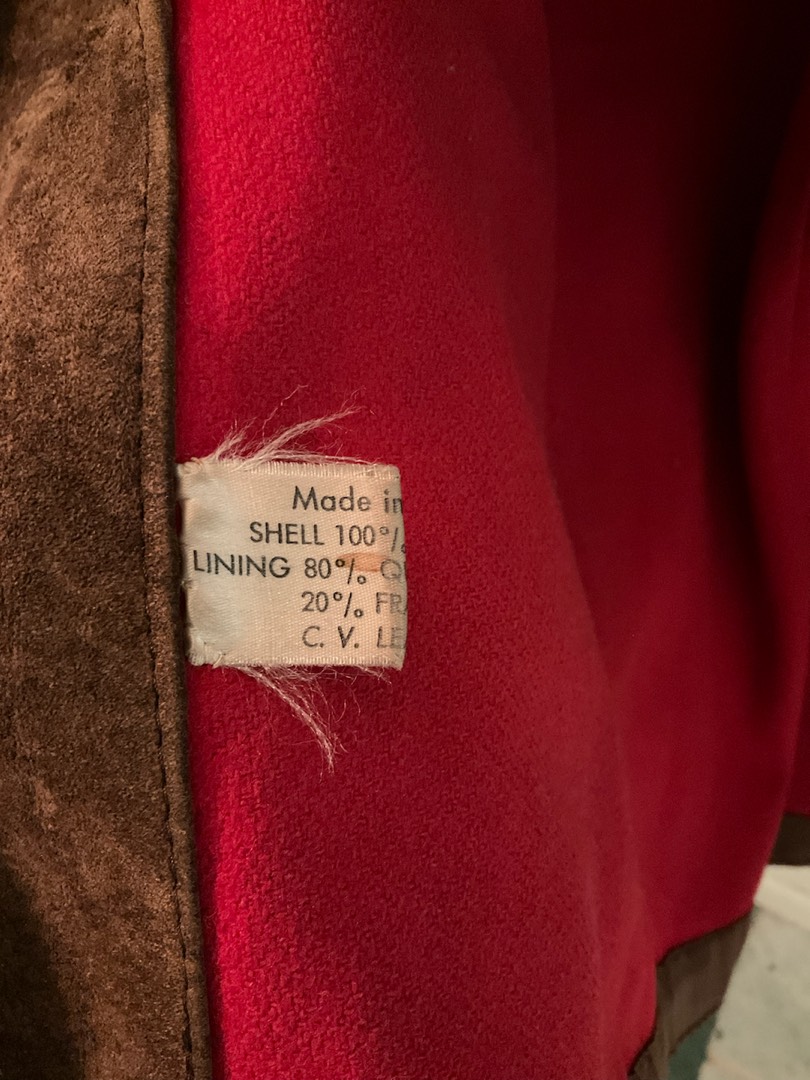 Made in
SHELL 100%
LINING 80%
20%
C. V.